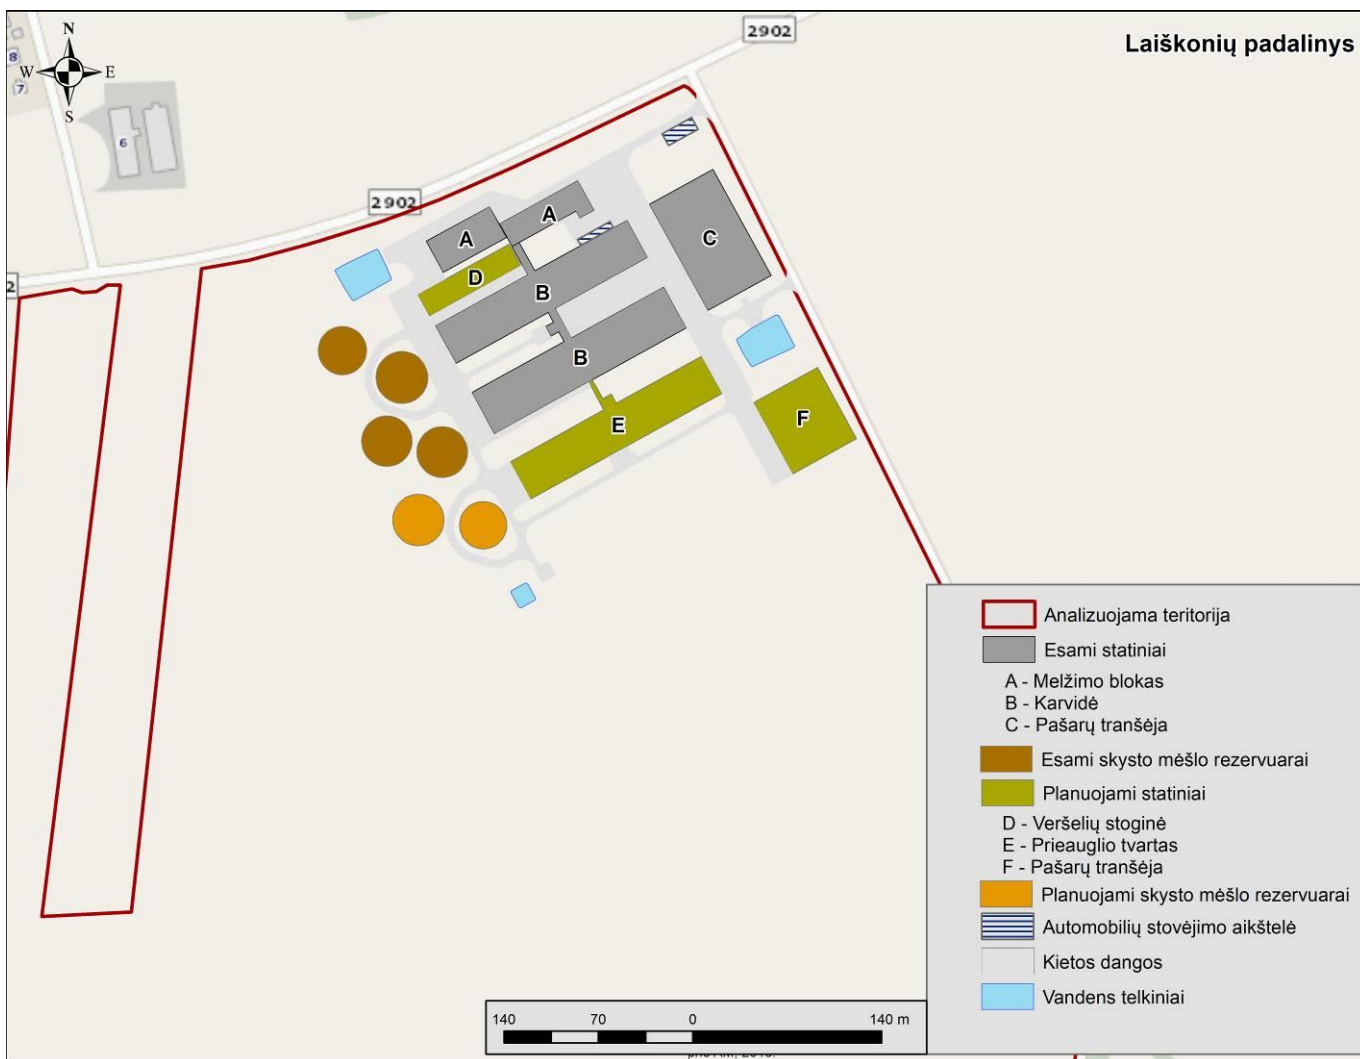 2902
Laiškonių padalinys
N
W E
S
8
7
6
2902
2
A
A
D
B
C
B
E
F
Analizuojama teritorija
Esami statiniai
A - Melžimo blokas
B - Karvidė
C - Pašarų tranšėja
Esami skysto mėšlo rezervuarai
Planuojami statiniai
D - Veršelių stoginė
E - Prieauglio tvartas
F - Pašarų tranšėja
Planuojami skysto mėšlo rezervuarai
Automobilių stovėjimo aikštelė
Kietos dangos
Vandens telkiniai
140 70 0 140 m